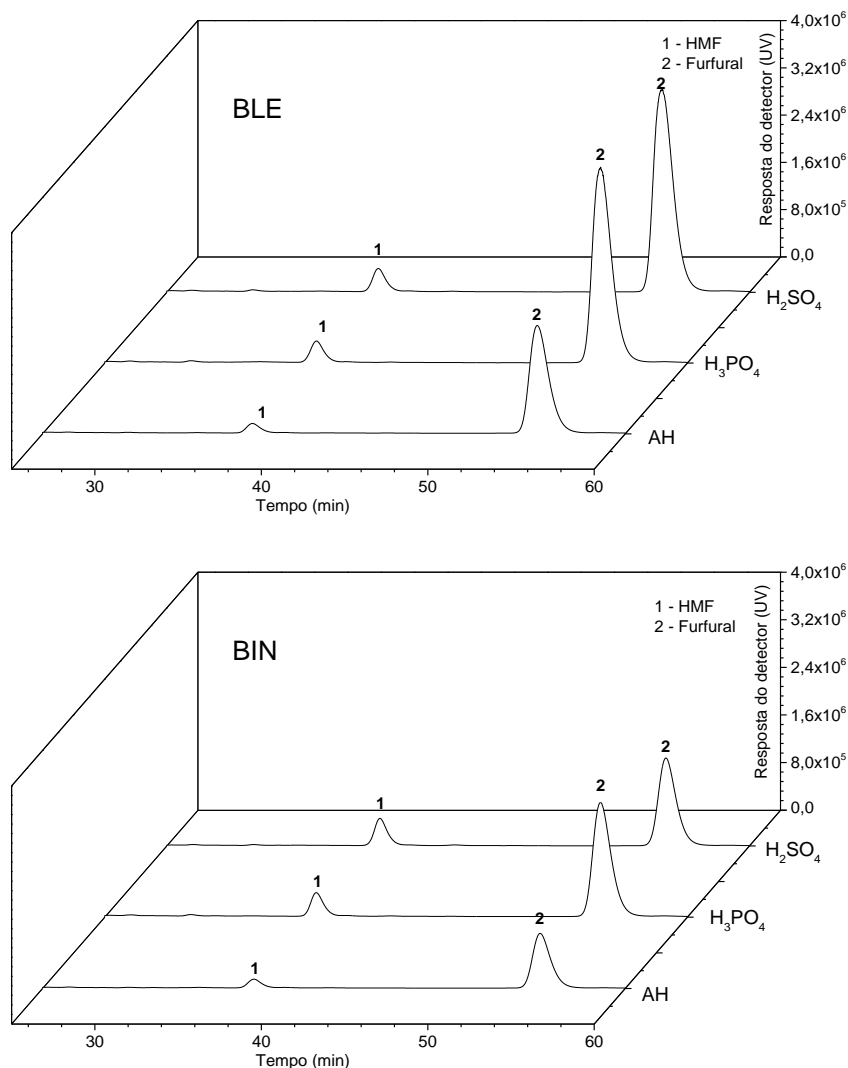 4,0x10⁶
1 - HMF
2 - Furfural
3,2x10⁶
2
BLE
2,4x10⁶
2
1,6x10⁶
8,0x10⁵
Resposta do detector (UV)
1
0,0
H₂SO₄
1
2
H₃PO₄
1
AH
30
40
50
60
Tempo (min)
4,0x10⁶
1 - HMF
2 - Furfural
3,2x10⁶
BIN
2,4x10⁶
1,6x10⁶
2
8,0x10⁵
Resposta do detector (UV)
1
2
0,0
H₂SO₄
1
H₃PO₄
2
1
AH
30
40
50
60
Tempo (min)